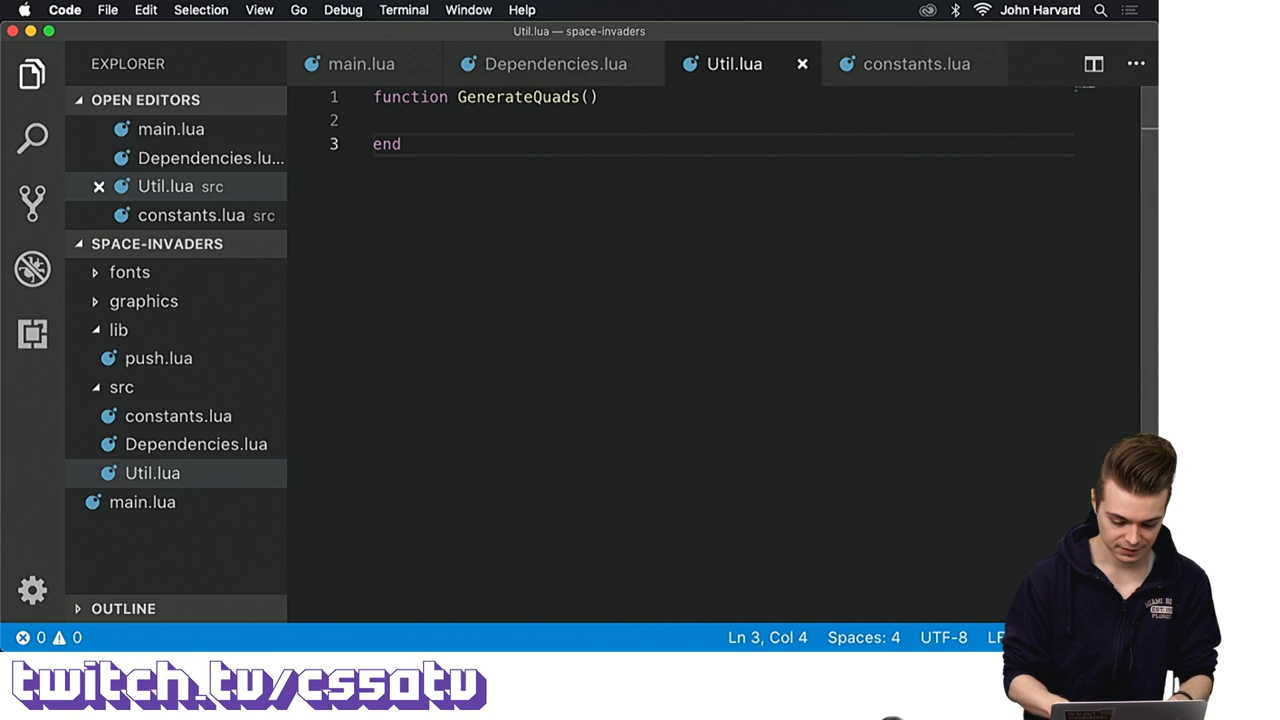 Code File Edit Selection View Go Debug Terminal Window Help John Harvard
Util.lua — space-invaders
EXPLORER
main.lua Dependencies.lua Util.lua constants.lua
OPEN EDITORS
main.lua
Dependencies.lu...
Util.lua src
constants.lua src
SPACE-INVADERS
fonts
graphics
lib
push.lua
src
constants.lua
Dependencies.lua
Util.lua
main.lua
OUTLINE
1 function GenerateQuads()
2
3 end
0 0 Ln 3, Col 4 Spaces: 4 UTF-8 LF
twitch.tv/cs50tv
MIAMI
FLORIDA